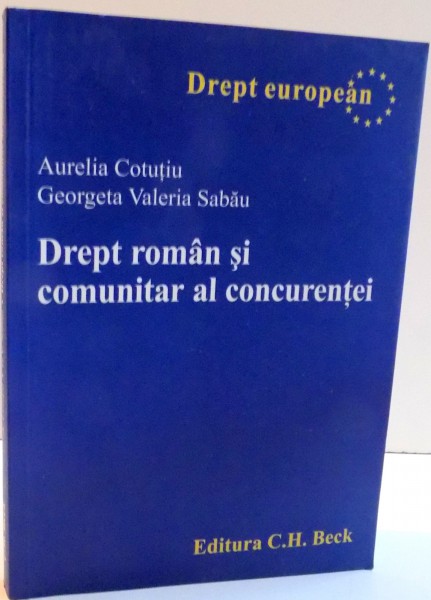 Drept european
Aurelia Cotuțiu
Georgeta Valeria Sabău
Drept român și
comunitar al concurenței
Editura C.H. Beck